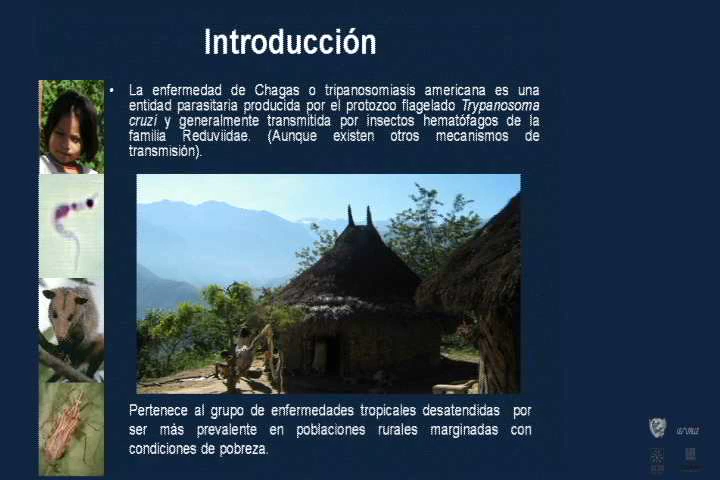 Introducción
• La enfermedad de Chagas o tripanosomiasis americana es una
entidad parasitaria producida por el protozoo flagelado Trypanosoma
cruzi y generalmente transmitida por insectos hematófagos de la
familia Reduviidae. (Aunque existen otros mecanismos de
transmisión).
Pertenece al grupo de enfermedades tropicales desatendidas por
ser más prevalente en poblaciones rurales marginadas con
condiciones de pobreza.